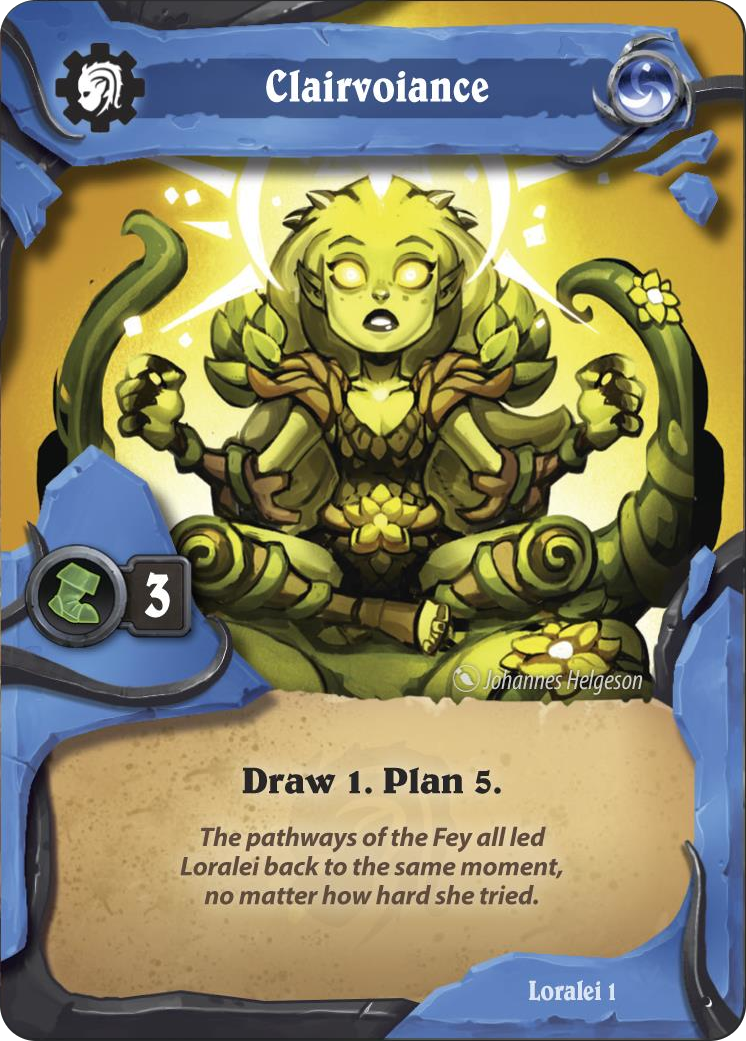 Clairvoiance
3
Johannes Helgeson
Draw 1. Plan 5.
The pathways of the Fey all led
Loralei back to the same moment,
no matter how hard she tried.
Loralei 1